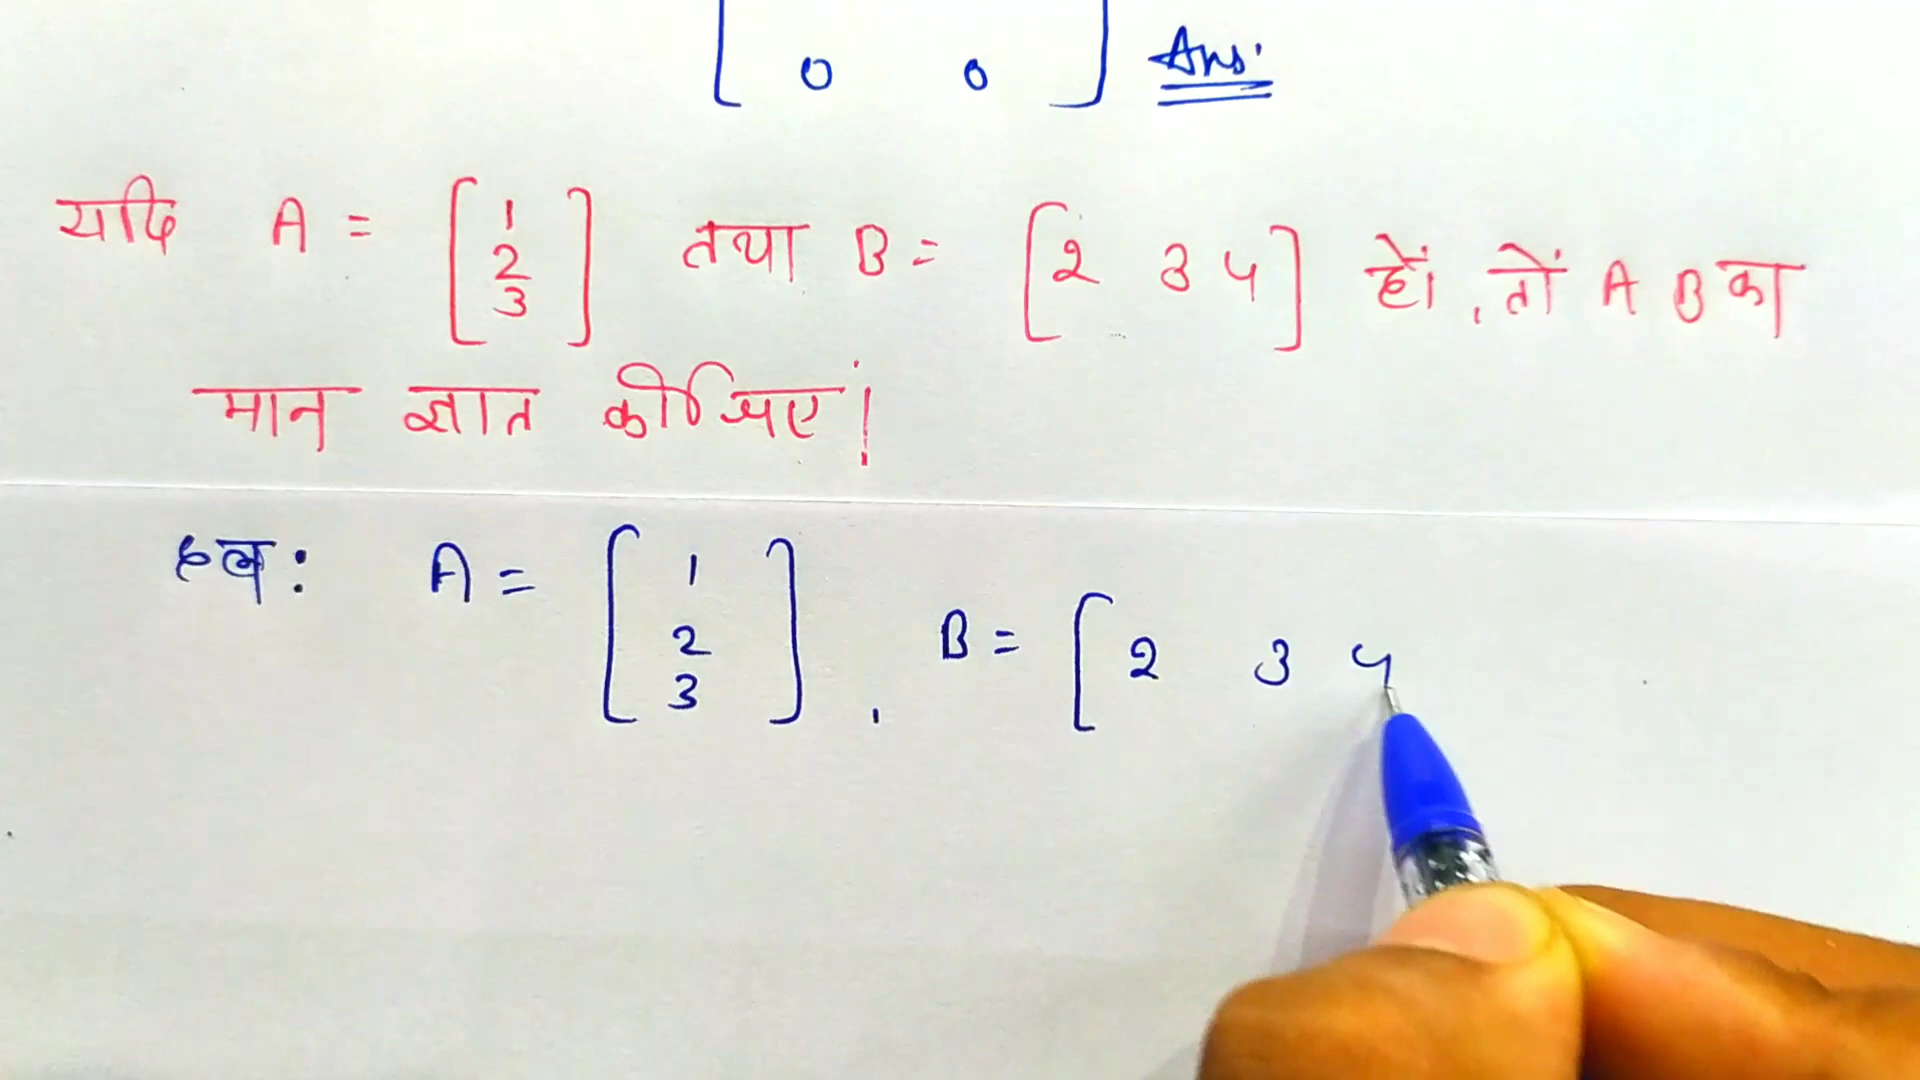 0 0 Ans.
यदि A = [1 2 3] तथा B = [2 3 4] हों, तों A B का
मान ज्ञात कीजिए।
हल: A = [1 2 3], B = [2 3 4